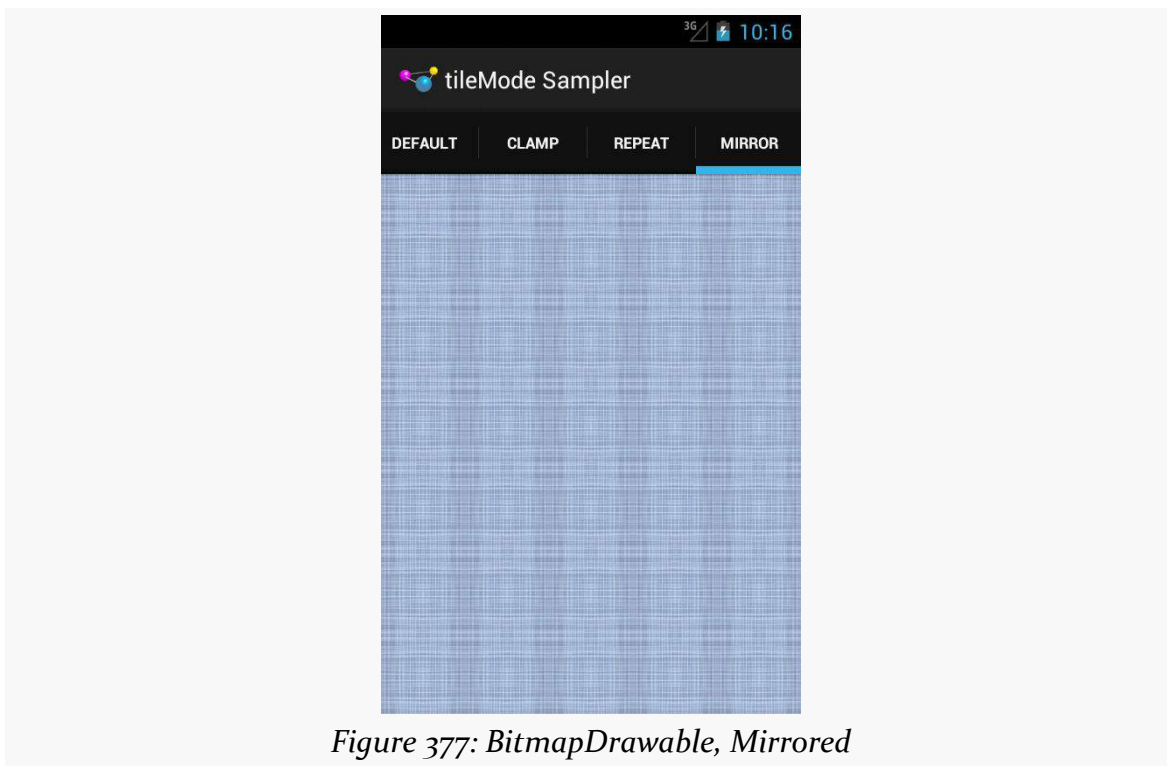 3G 10:16
tileMode Sampler
DEFAULT CLAMP REPEAT MIRROR
Figure 377: BitmapDrawable, Mirrored